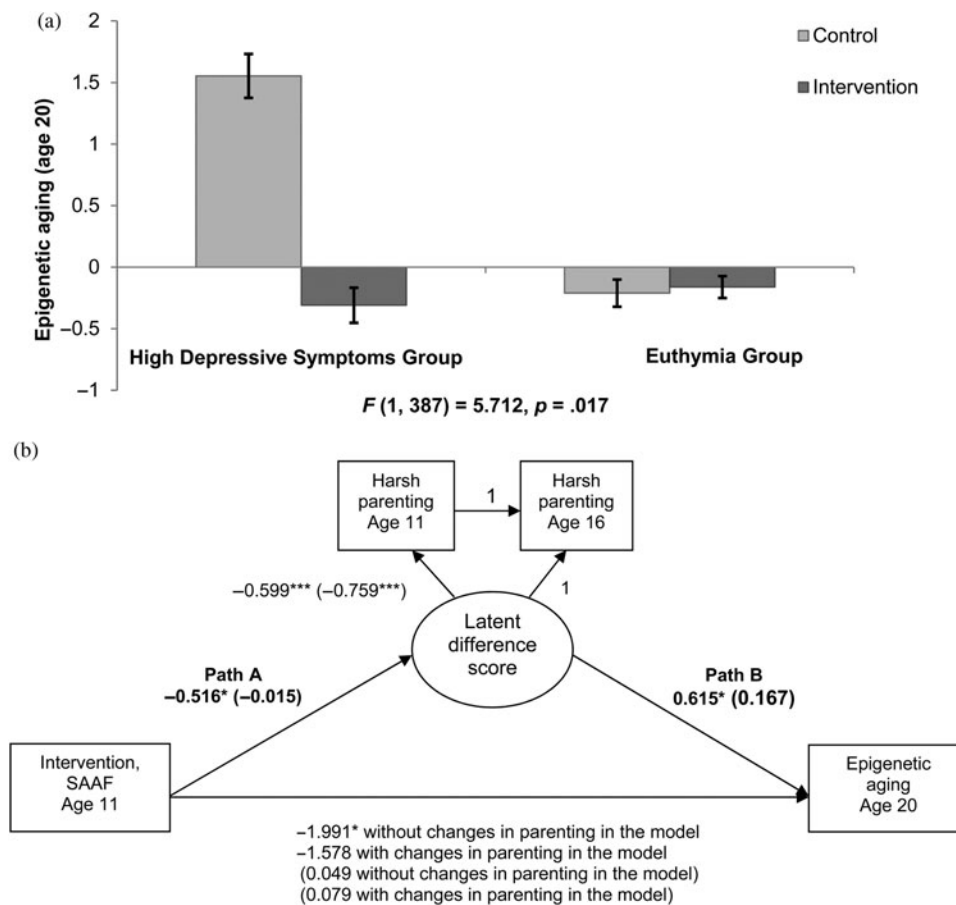 (a)
2
1.5
1
0.5
0
−0.5
−1
Epigenetic aging (age 20)
Control
Intervention
High Depressive Symptoms Group
Euthymia Group
F (1, 387) = 5.712, p = .017
(b)
Harsh
parenting
Age 11
1
Harsh
parenting
Age 16
−0.599*** (−0.759***)
1
Latent
difference
score
Path A
−0.516* (−0.015)
Path B
0.615* (0.167)
Intervention,
SAAF
Age 11
Epigenetic
aging
Age 20
−1.991* without changes in parenting in the model
−1.578 with changes in parenting in the model
(0.049 without changes in parenting in the model)
(0.079 with changes in parenting in the model)